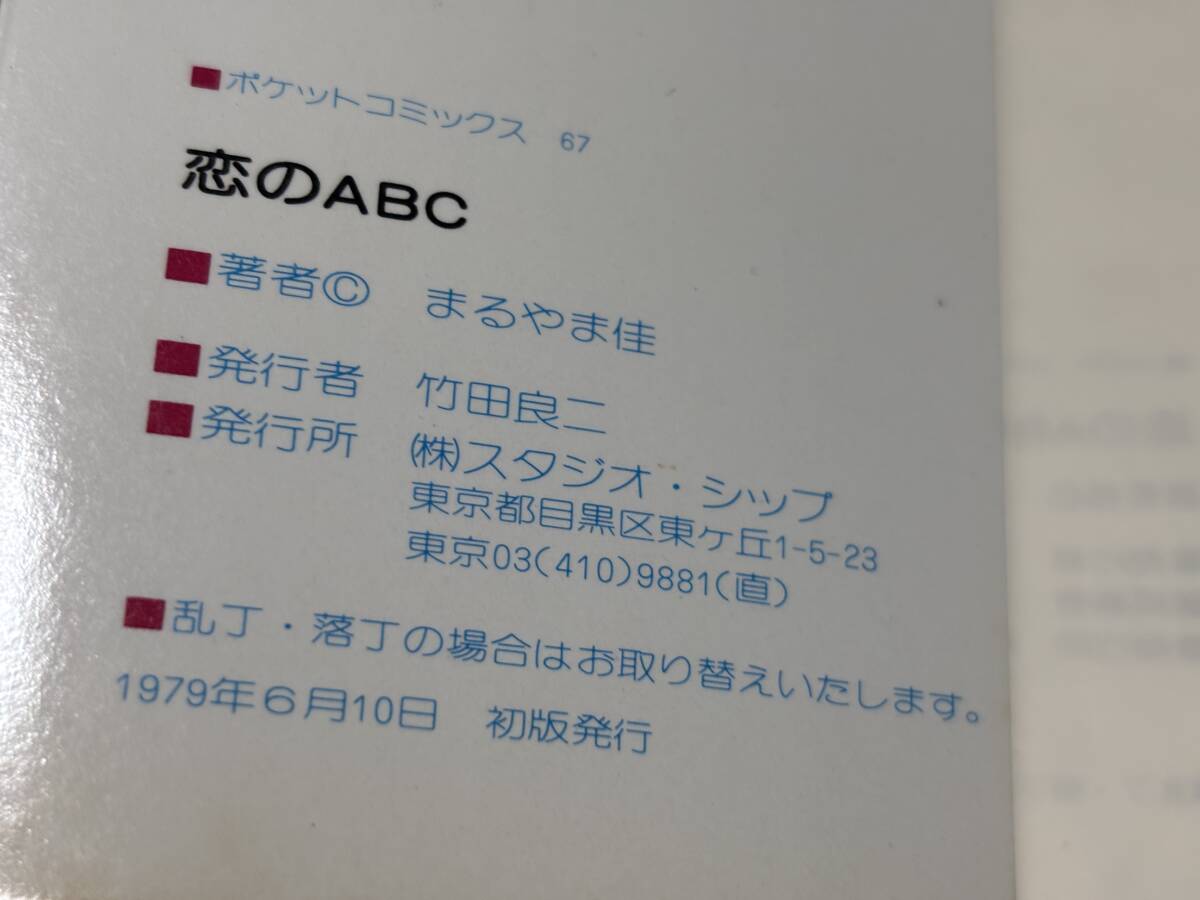 ■ポケットコミックス 67
恋のABC
■著者© まるやま佳
■発行者 竹田良二
■発行所 ㈱スタジオ・シップ
東京都目黒区東ケ丘1-5-23
東京03(410)9881(直)
■乱丁・落丁の場合はお取り替えいたします。
1979年6月10日 初版発行